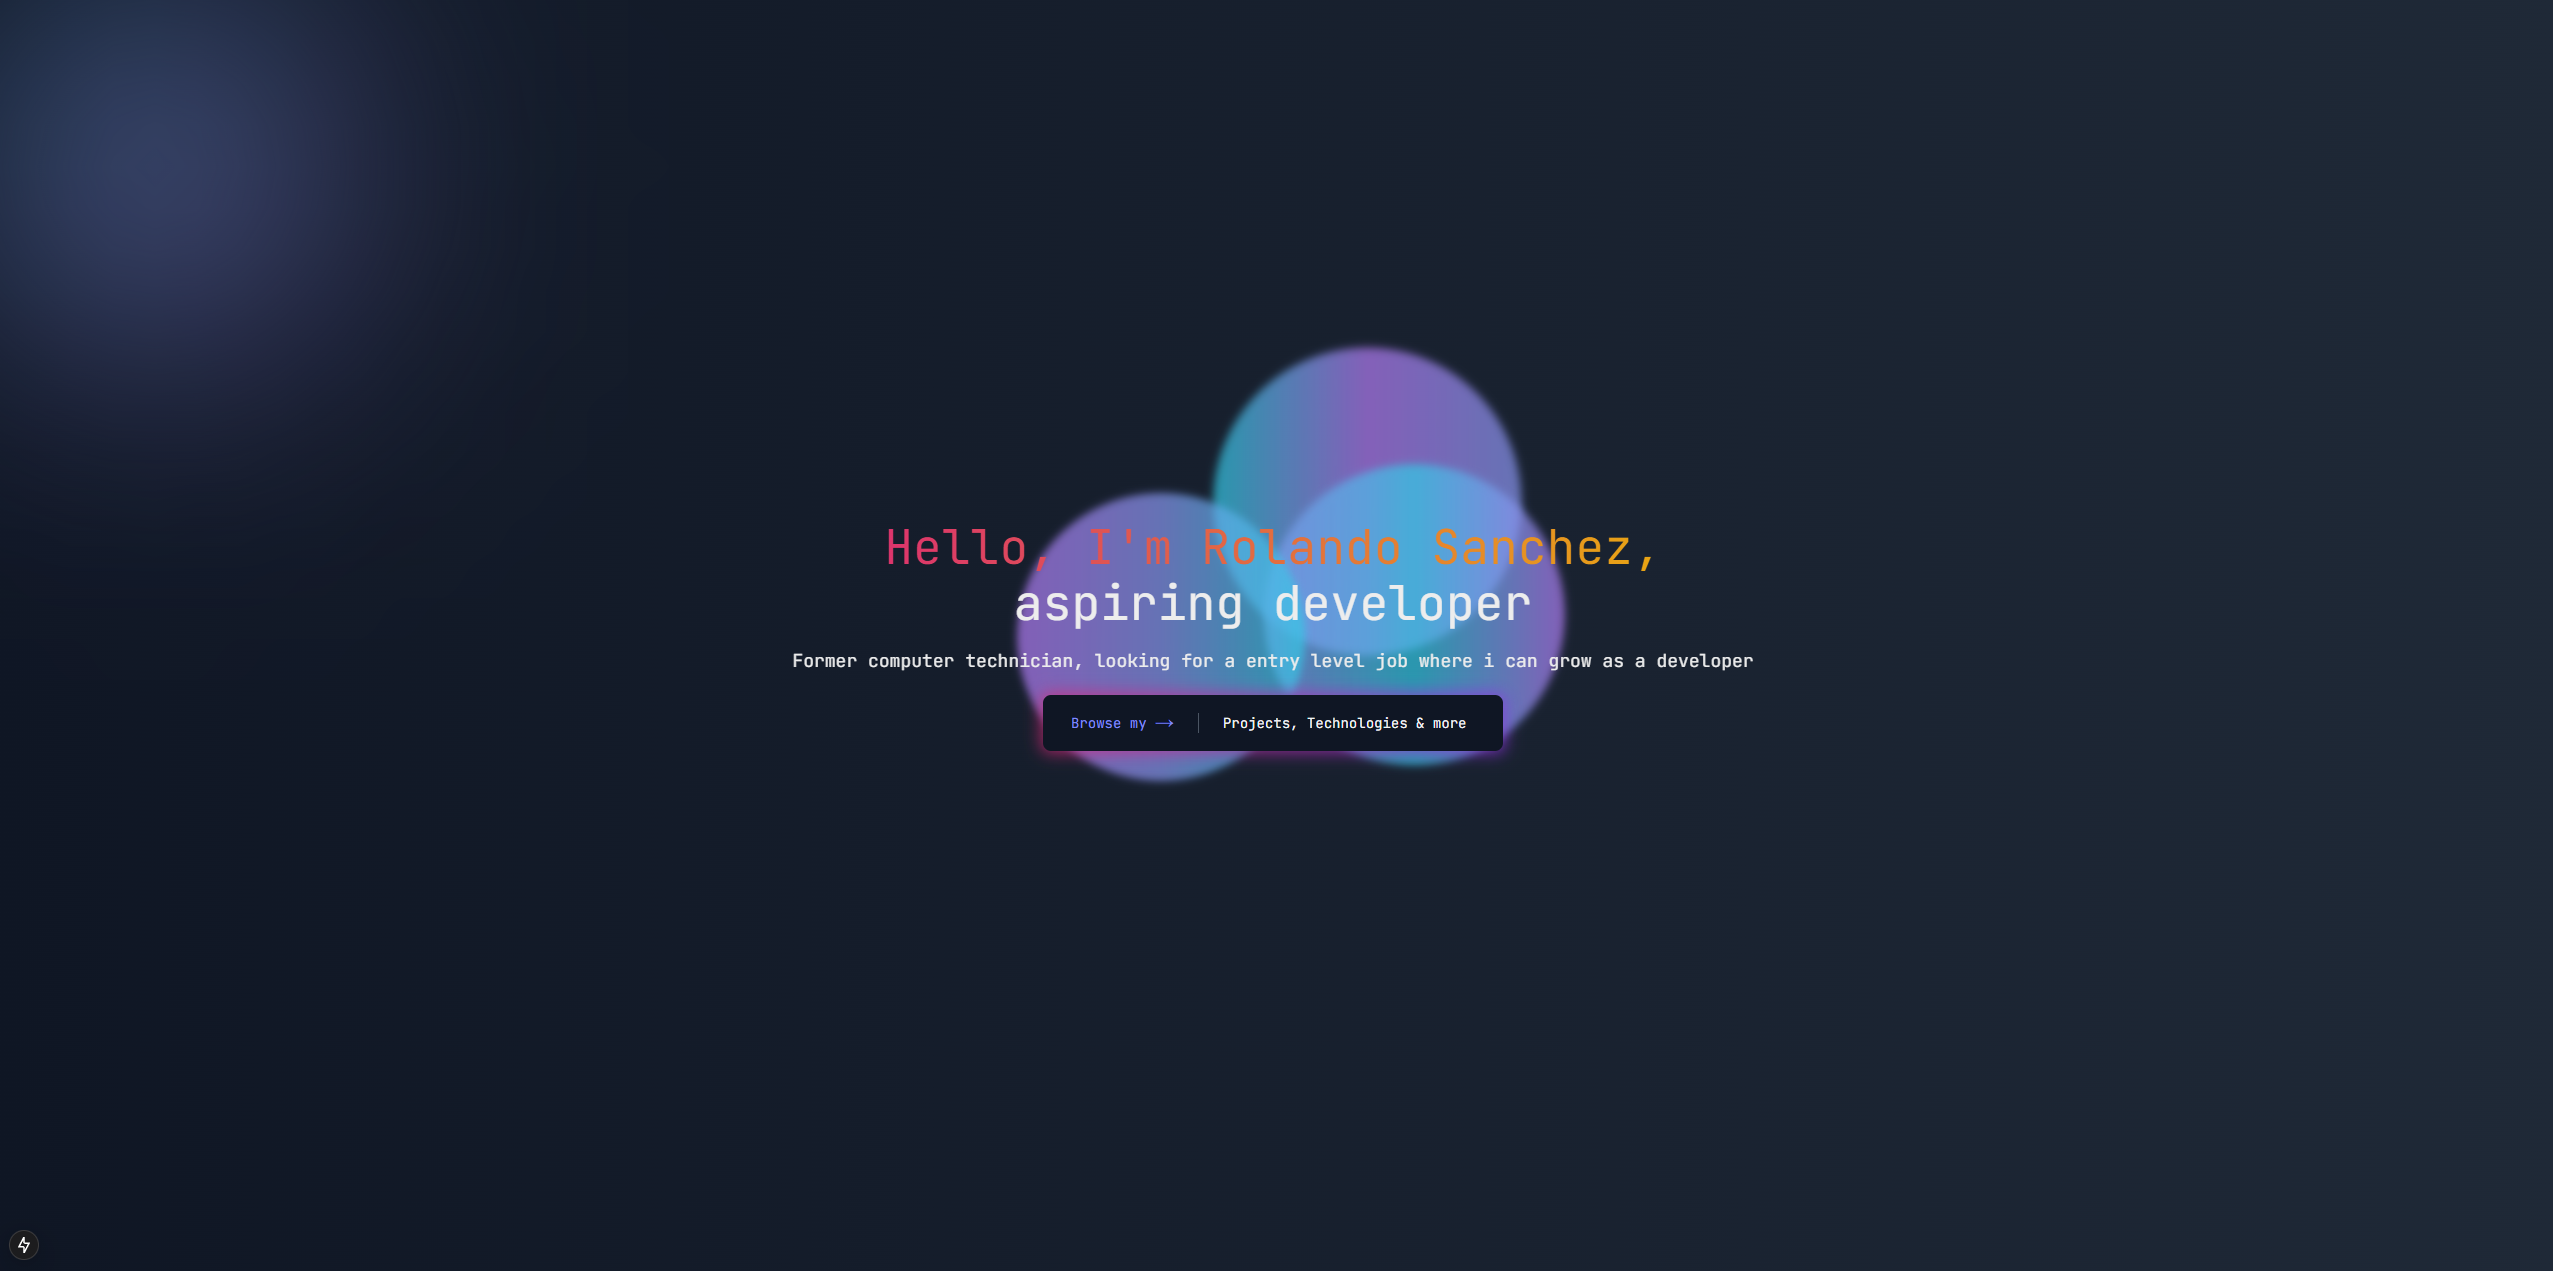 Hello, I'm Rolando Sanchez,
aspiring developer
Former computer technician, looking for a entry level job where i can grow as a developer
Browse my → Projects, Technologies & more